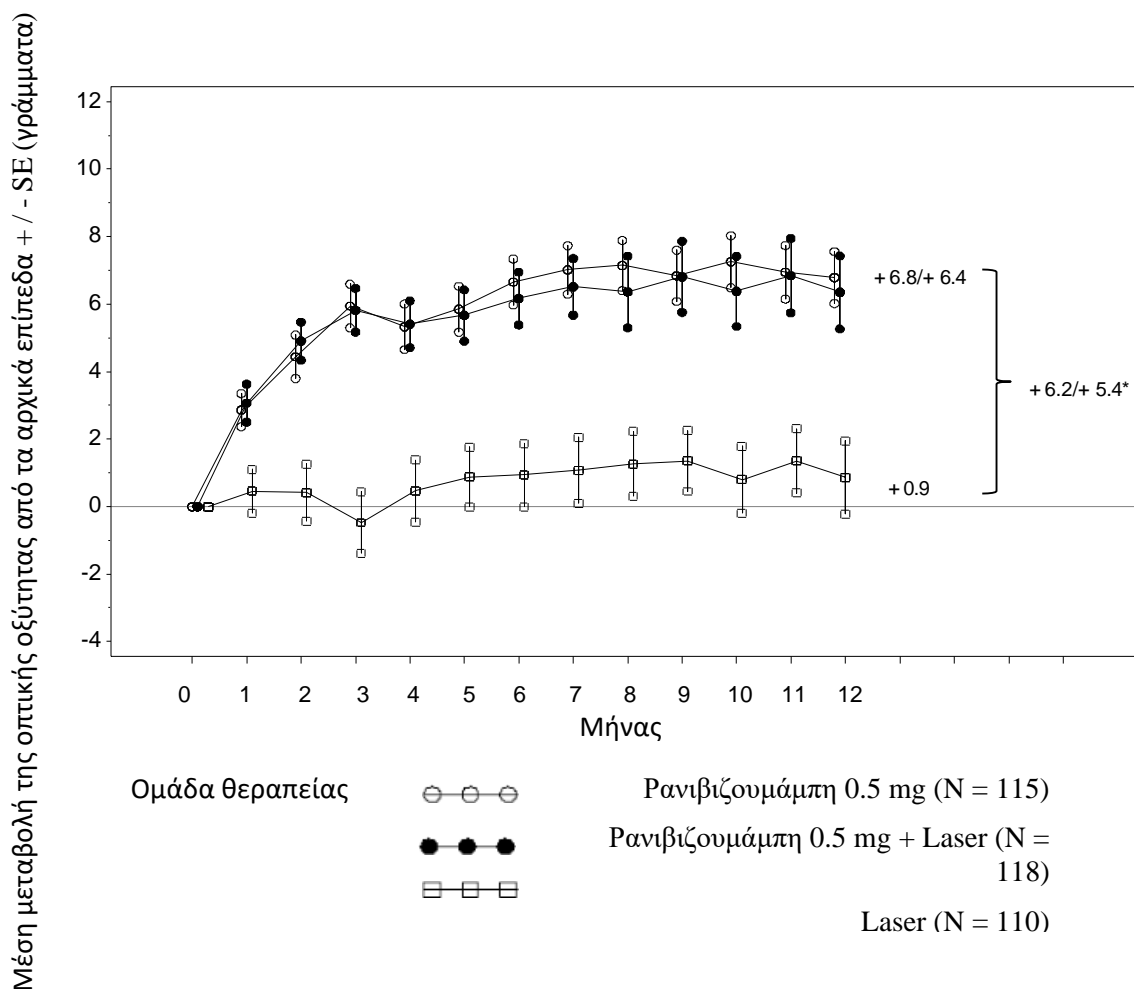 Μέση μεταβολή της οπτικής οξύτητας από τα αρχικά επίπεδα + / - SE (γράμματα)
12
10
8
6
4
2
0
-2
-4
+ 6.8/+ 6.4
+ 6.2/+ 5.4*
+ 0.9
0 1 2 3 4 5 6 7 8 9 10 11 12
Μήνας
Ομάδα θεραπείας
Ρανιβιζουμάμπη 0.5 mg (N = 115)
Ρανιβιζουμάμπη 0.5 mg + Laser (N =
118)
Laser (N = 110)